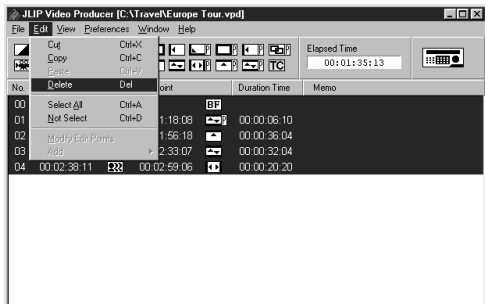 JLIP Video Producer [C:\Travel\Europe Tour.vpd]
File Edit View Preferences Window Help
Cut Ctrl+X
Copy Ctrl+C
Paste Ctrl+V
Delete Del
Select All Ctrl+A
Not Select Ctrl+D
Modify Edit Points
Add
P P P P
P P TC
Elapsed Time
00:01:35:13
No. oint Duration Time Memo
00 BF
01 1:18:08 P 00:00:06:10
02 1:56:18 00:00:36:04
03 2:33:07 00:00:32:04
04 00:02:38:11 00:02:59:06 00:00:20:20